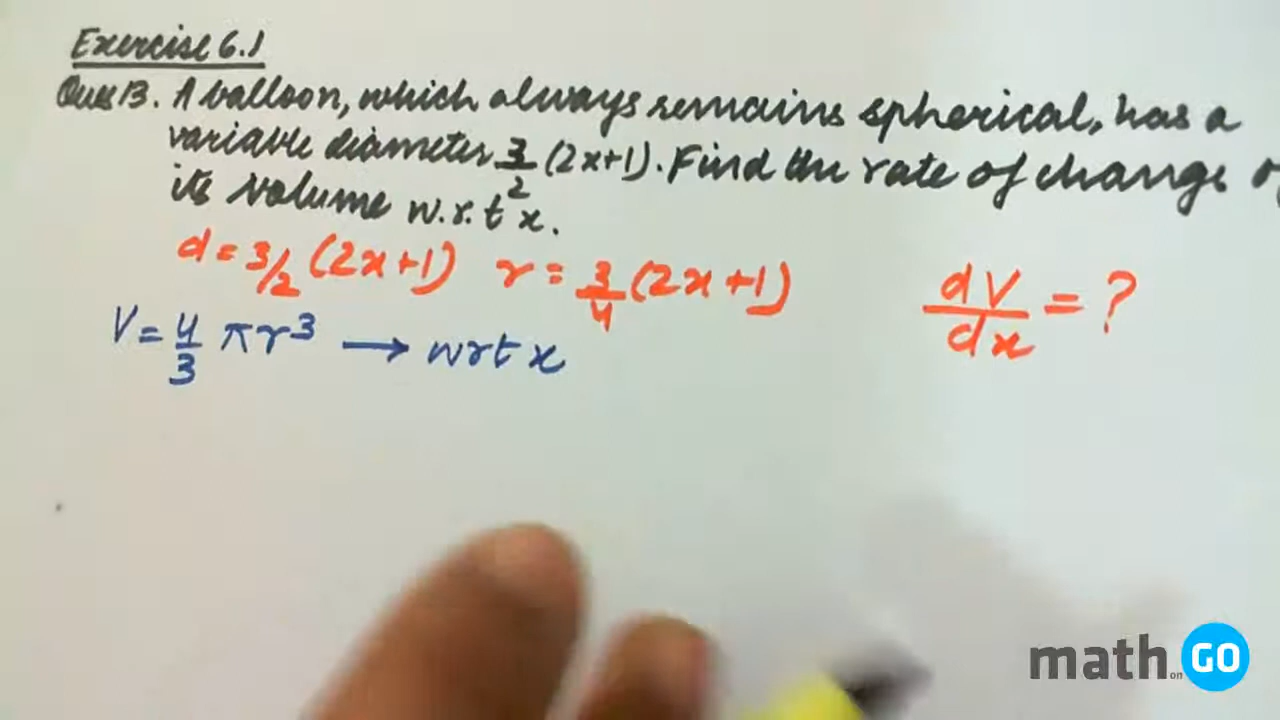 Exercise 6.1
Ques 13. A balloon, which always remains spherical, has a
variable diameter 3/2 (2x+1). Find the rate of change of
its volume w.r.t x.
d = 3/2 (2x+1) r = 3/4 (2x+1)
dV/dx = ?
V = 4/3 πr³ → wrt x
math on GO